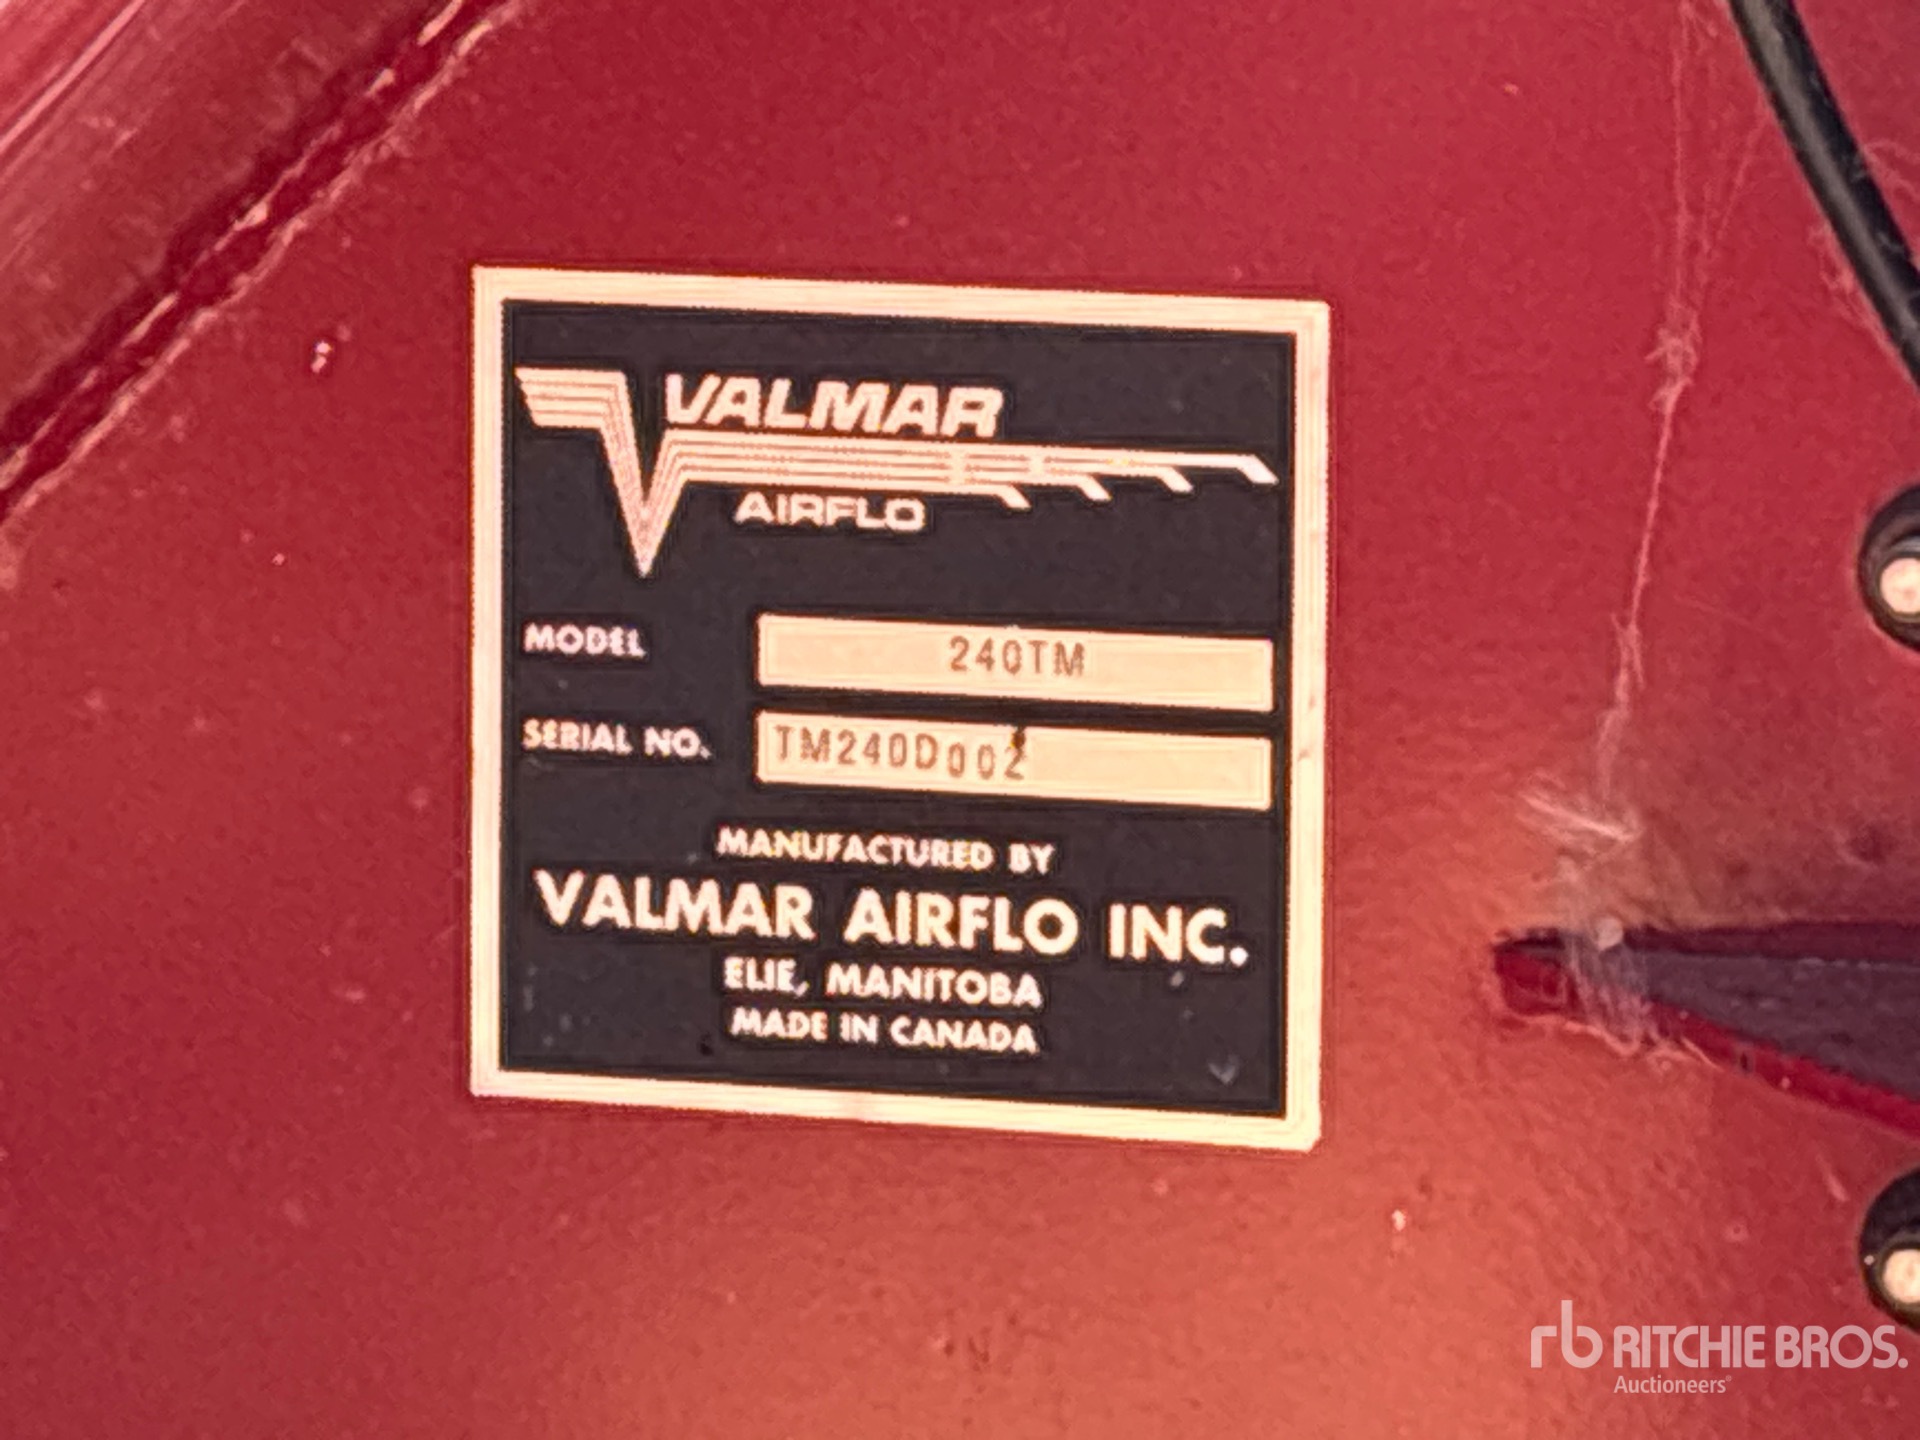 VALMAR
AIRFLO
MODEL 240TM
SERIAL NO. TM240D002
MANUFACTURED BY
VALMAR AIRFLO INC.
ELIE, MANITOBA
MADE IN CANADA
rb RITCHIE BROS.
Auctioneers